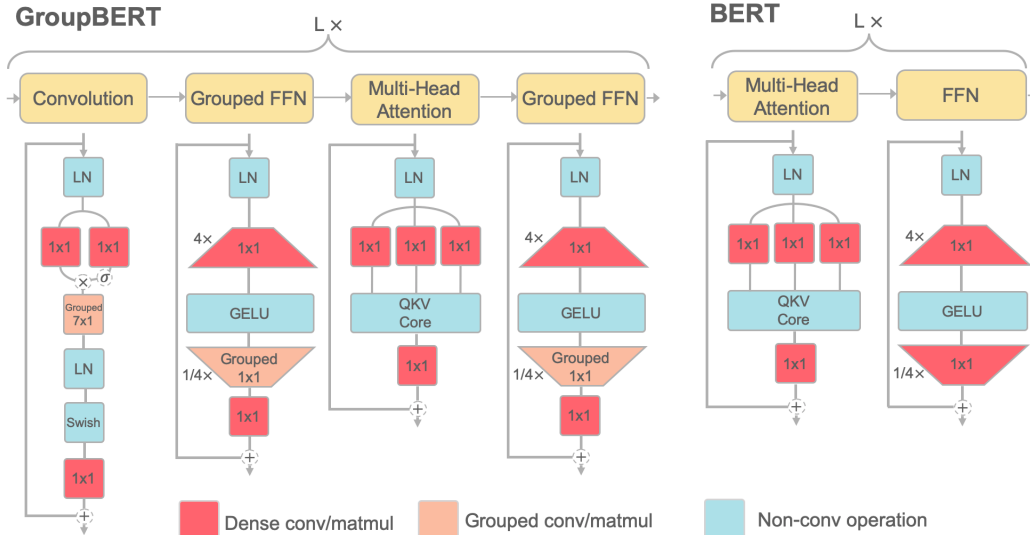 GroupBERT
BERT
L ×
L ×
Convolution
Grouped FFN
Multi-Head
Attention
Grouped FFN
Multi-Head
Attention
FFN
LN
1x1
1x1
×
σ
Grouped
7x1
LN
Swish
1x1
+
LN
4×
1x1
GELU
1/4×
Grouped
1x1
1x1
+
LN
1x1
1x1
1x1
QKV
Core
1x1
+
LN
4×
1x1
GELU
1/4×
Grouped
1x1
1x1
+
LN
1x1
1x1
1x1
QKV
Core
1x1
+
LN
4×
1x1
GELU
1/4×
1x1
+
Dense conv/matmul
Grouped conv/matmul
Non-conv operation